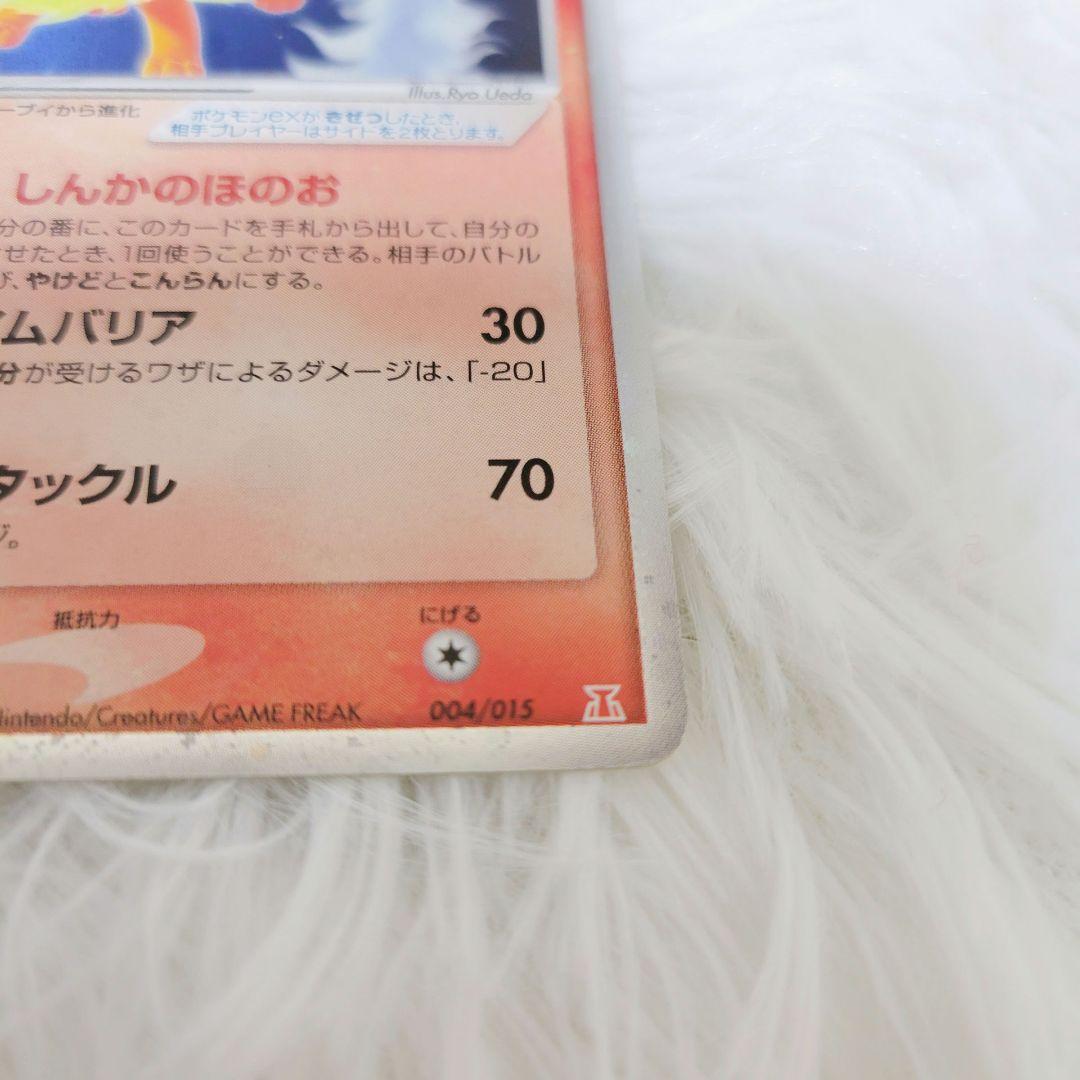 Illus.Ryo Ueda
ーブイから進化
ポケモンexがきぜつしたとき、
相手プレイヤーはサイドを2枚とります。
しんかのほのお
分の番に、このカードを手札から出して、自分の
せたとき、1回使うことができる。相手のバトル
び、やけどとこんらんにする。
イムバリア 30
分が受けるワザによるダメージは、「-20」
タックル 70
ジ。
抵抗力 にげる
Nintendo/Creatures/GAME FREAK 004/015